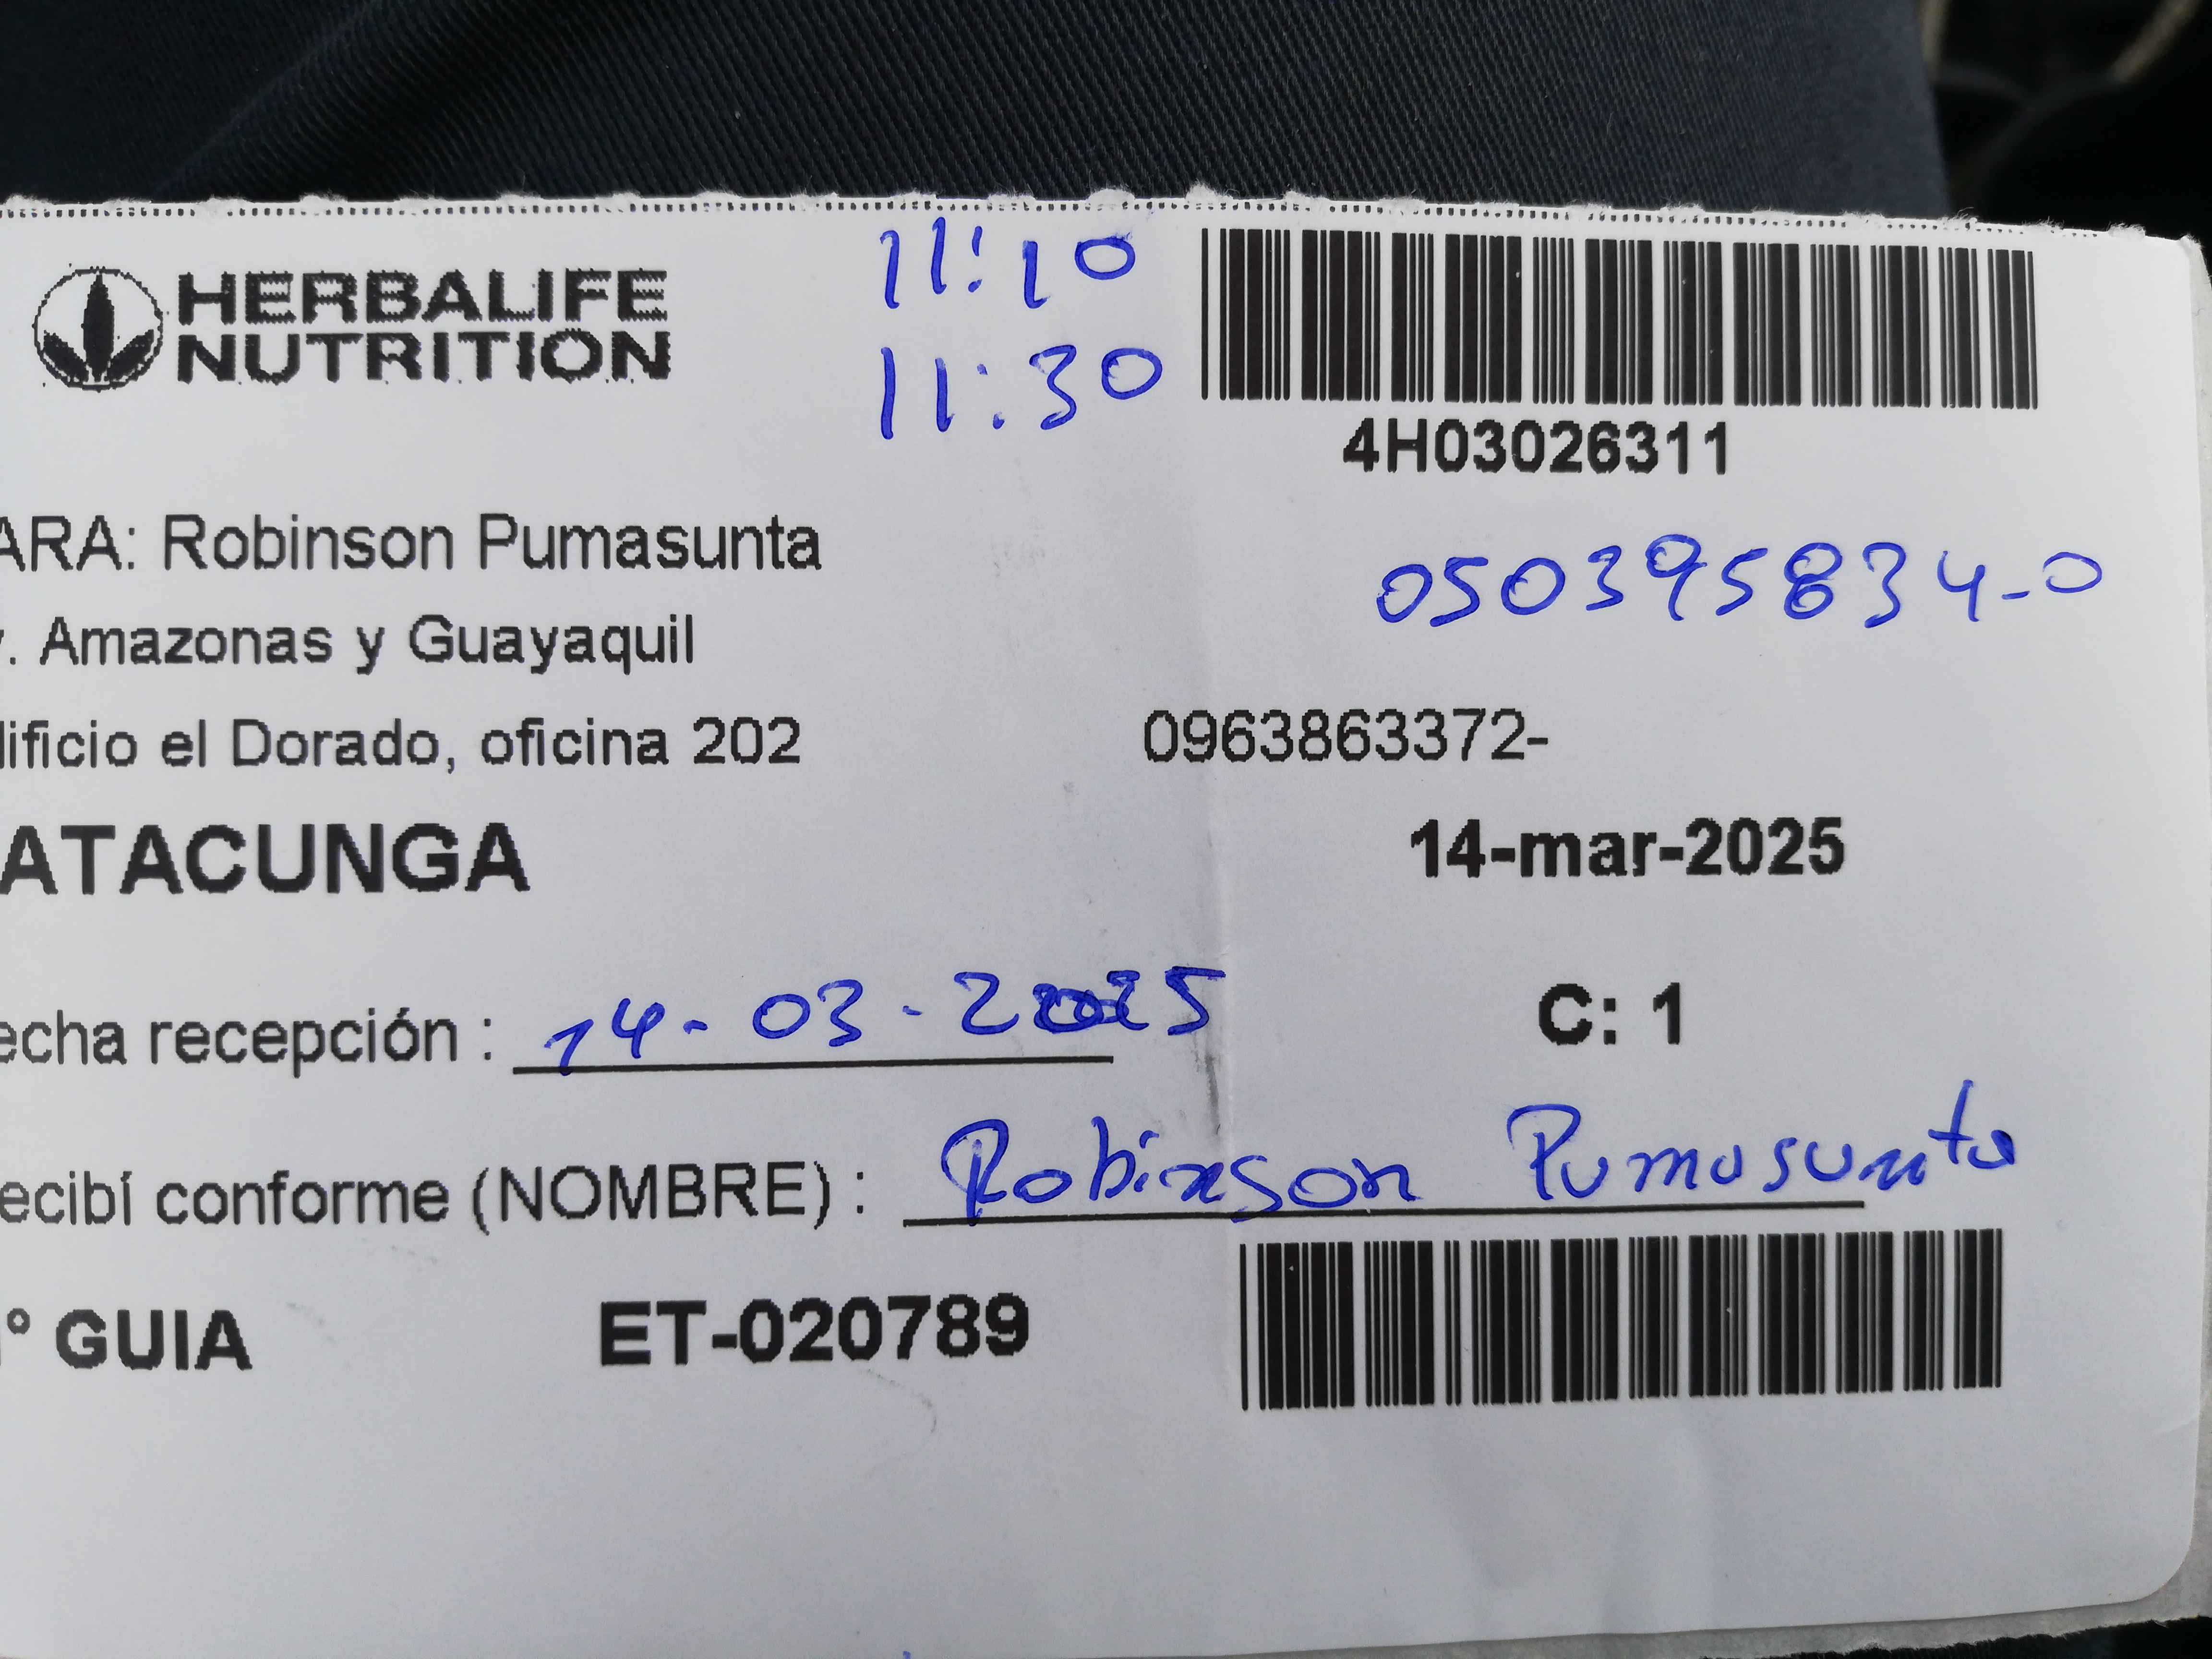 HERBALIFE
NUTRITION
11:10
11:30
4H03026311
ARA: Robinson Pumasunta
050395834-0
. Amazonas y Guayaquil
ificio el Dorado, oficina 202
0963863372-
ATACUNGA
14-mar-2025
echa recepción : 14-03-2025
C: 1
ecibí conforme (NOMBRE) : Robinson Pumasunta
° GUIA ET-020789